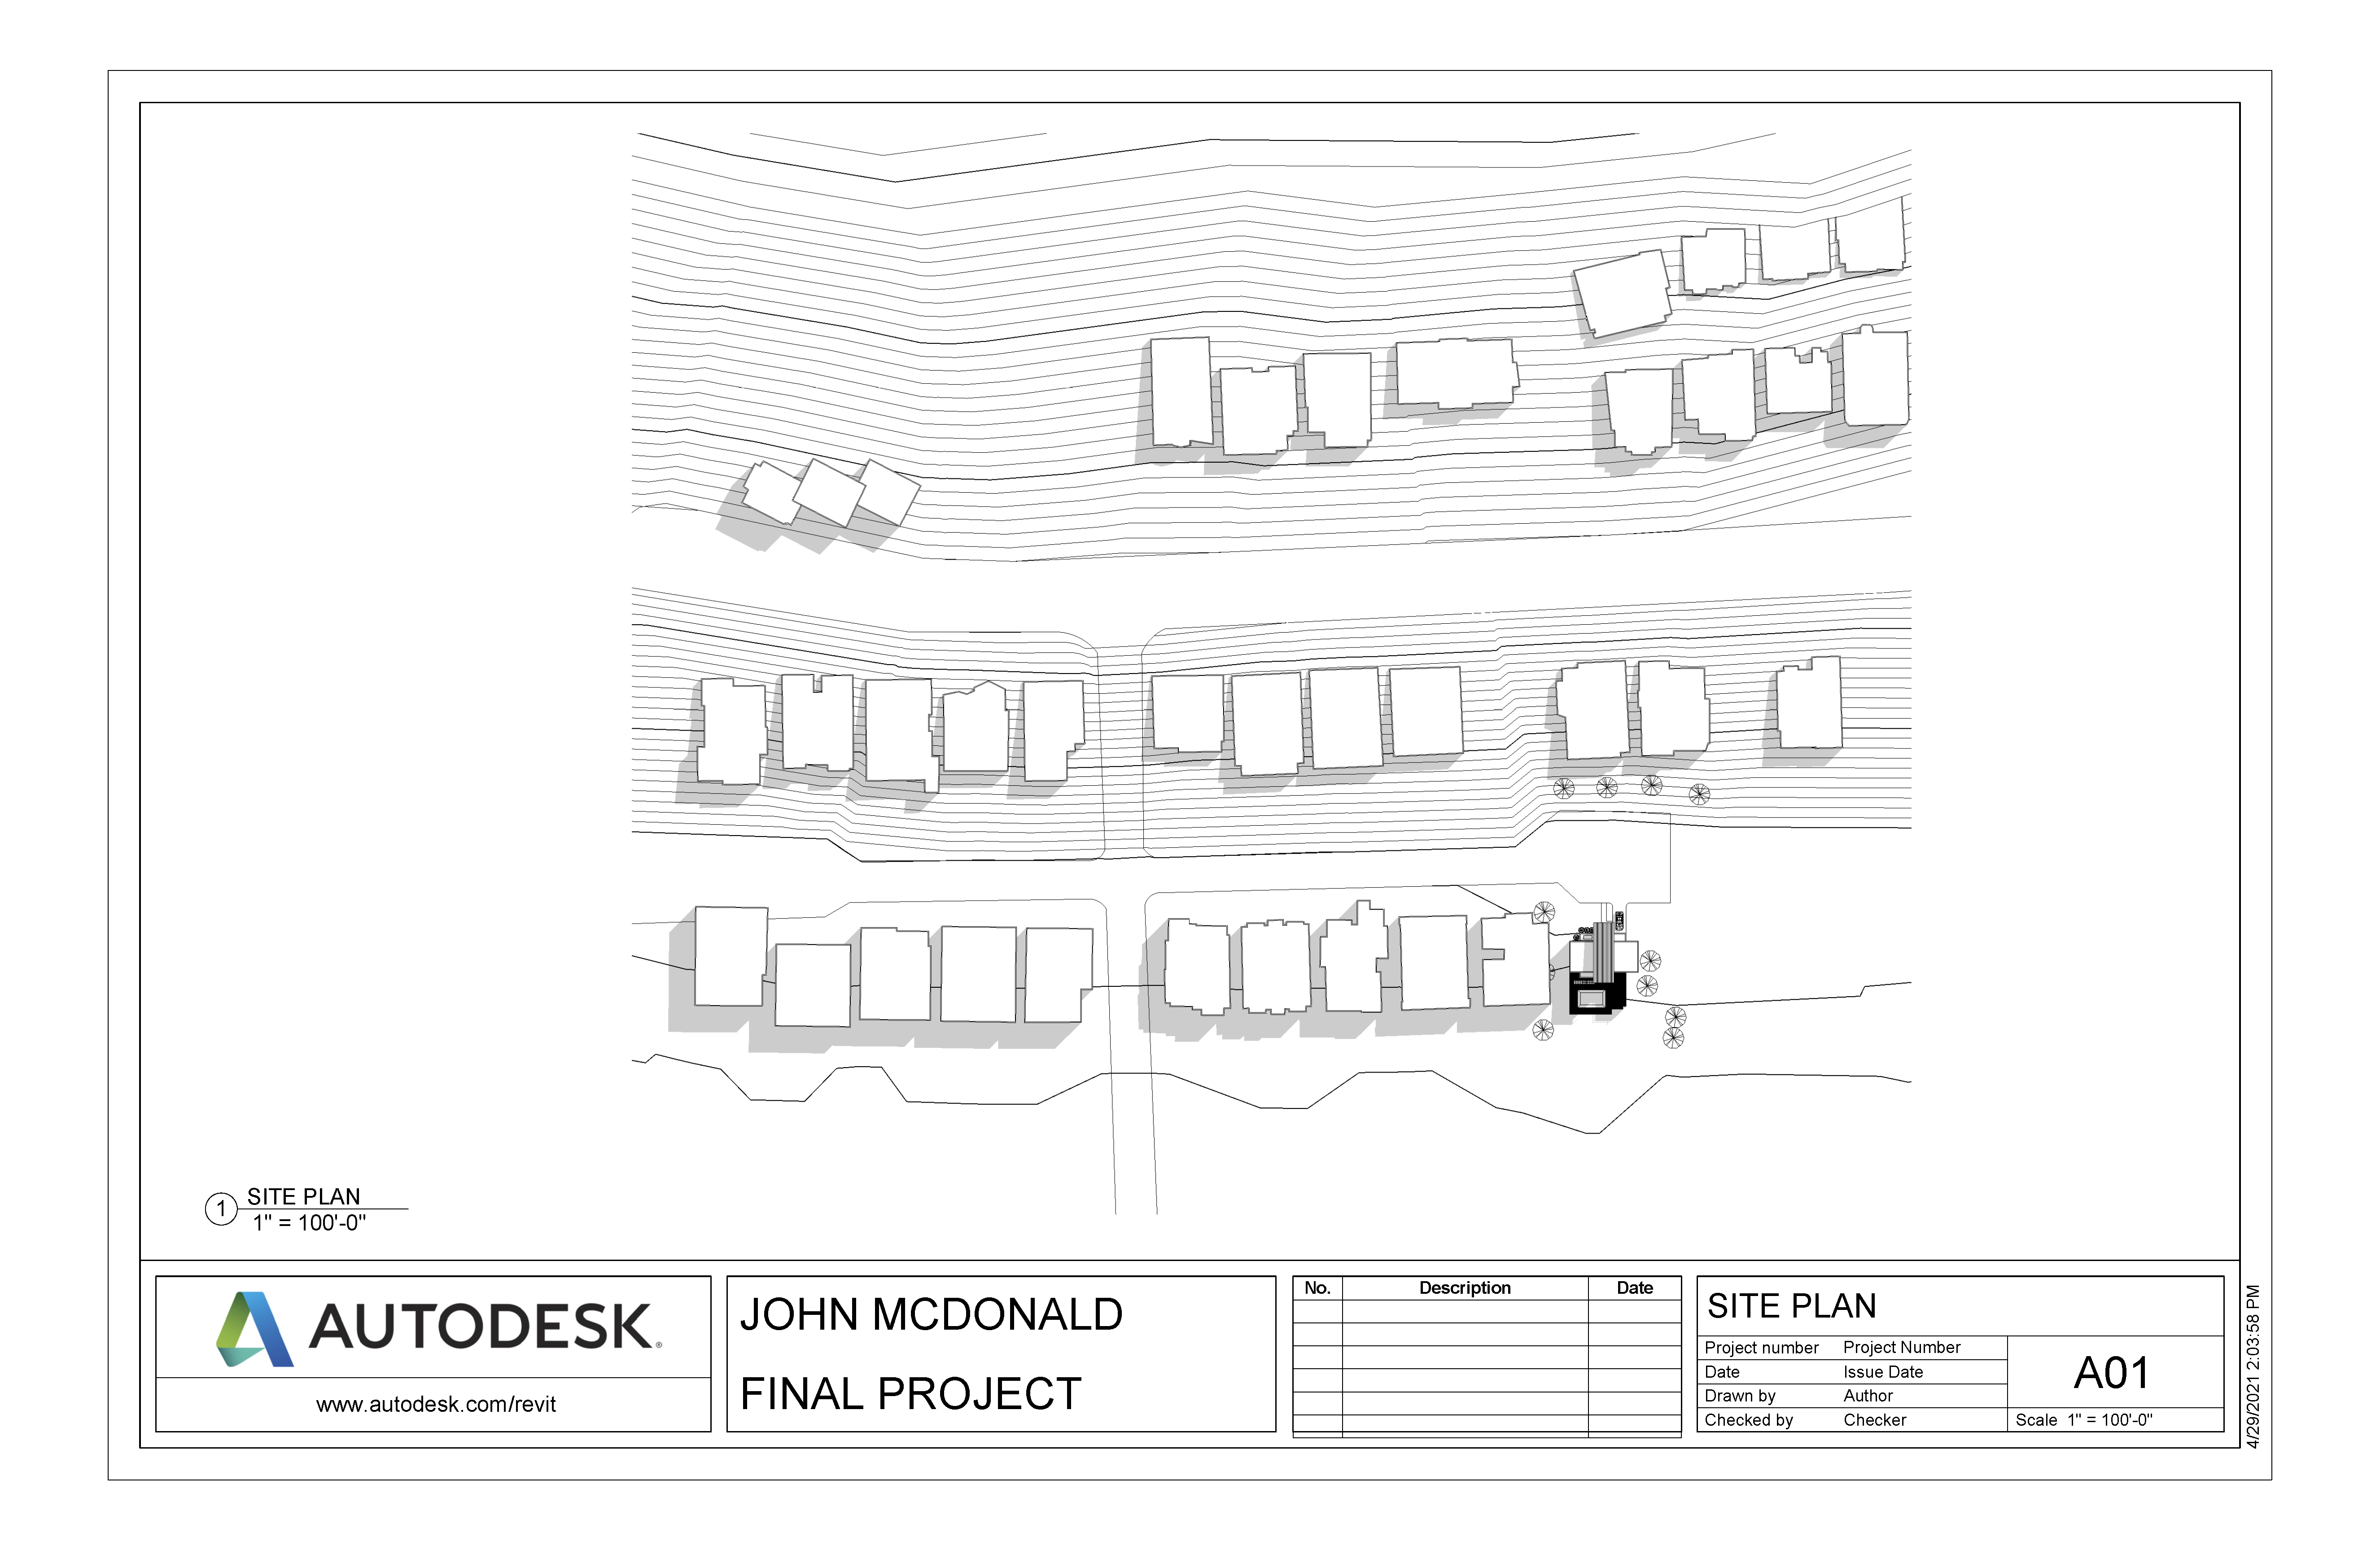 1
SITE PLAN
1" = 100'-0"
AUTODESK®
www.autodesk.com/revit
JOHN MCDONALD
FINAL PROJECT
No. Description Date
SITE PLAN
Project number Project Number
Date Issue Date
Drawn by Author
Checked by Checker
A01
Scale 1" = 100'-0"
4/29/2021 2:03:58 PM